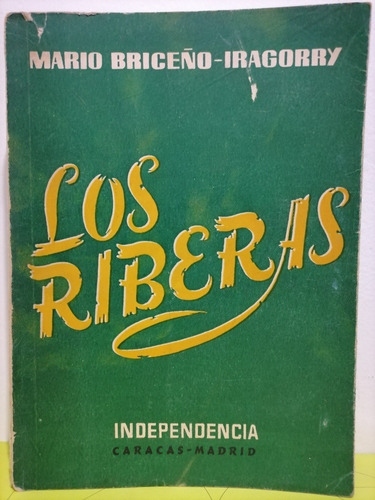 MARIO BRICEÑO-IRAGORRY
LOS
RIBERAS
INDEPENDENCIA
CARACAS-MADRID